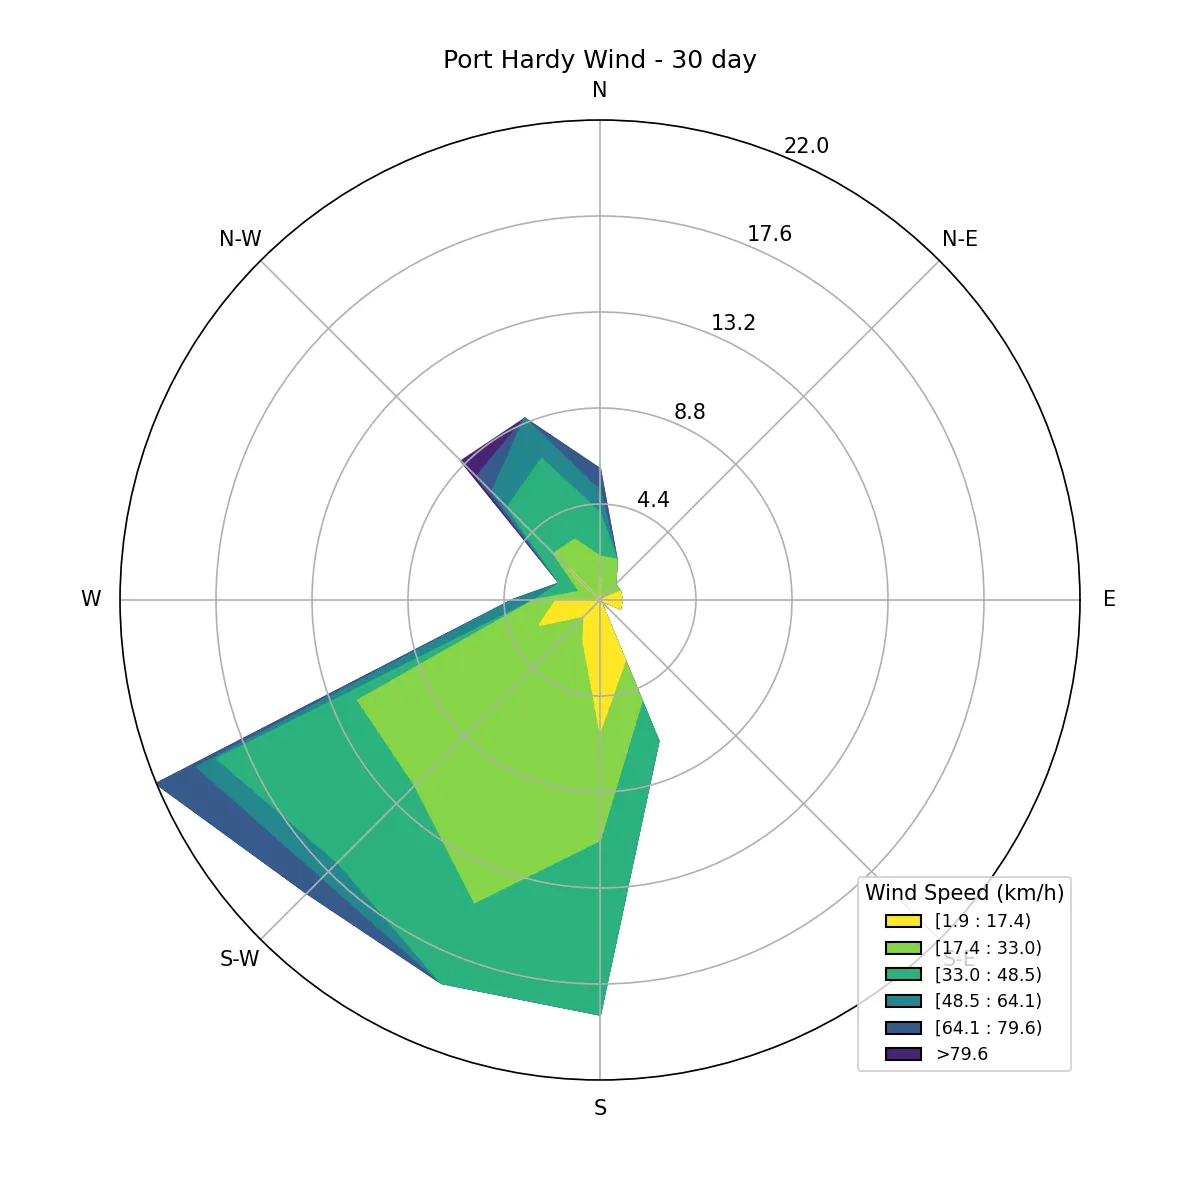 Port Hardy Wind - 30 day
N
22.0
N-W
N-E
17.6
13.2
8.8
4.4
W
E
S-W
S-E
S
Wind Speed (km/h)
[1.9 : 17.4)
[17.4 : 33.0)
[33.0 : 48.5)
[48.5 : 64.1)
[64.1 : 79.6)
>79.6